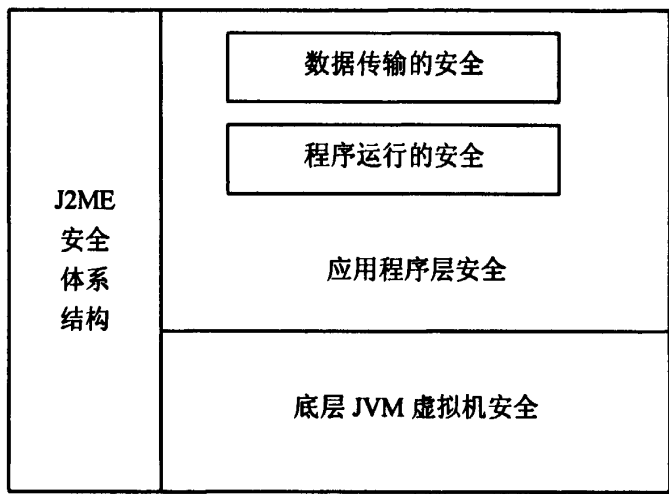 J2ME
安全
体系
结构
数据传输的安全
程序运行的安全
应用程序层安全
底层 JVM 虚拟机安全